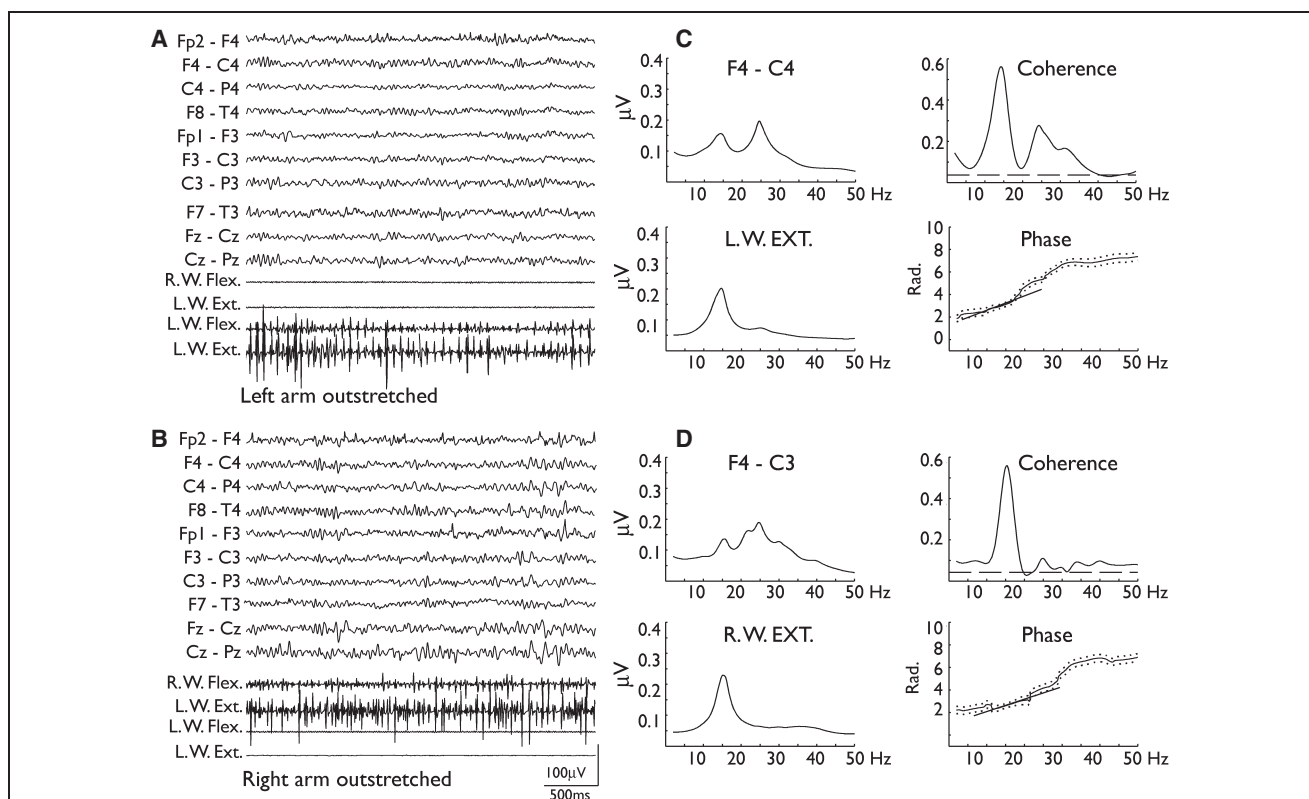 A
Fp2 - F4
F4 - C4
C4 - P4
F8 - T4
Fp1 - F3
F3 - C3
C3 - P3
F7 - T3
Fz - Cz
Cz - Pz
R.W. Flex.
L.W. Ext.
L.W. Flex.
L.W. Ext.
Left arm outstretched
B
Fp2 - F4
F4 - C4
C4 - P4
F8 - T4
Fp1 - F3
F3 - C3
C3 - P3
F7 - T3
Fz - Cz
Cz - Pz
R.W. Flex.
L.W. Ext.
L.W. Flex.
L.W. Ext.
Right arm outstretched
100µV
500ms
C
F4 - C4
µV
0.4
0.3
0.2
0.1
10 20 30 40 50 Hz
Coherence
0.6
0.4
0.2
10 20 30 40 50 Hz
L.W. EXT.
µV
0.4
0.3
0.2
0.1
10 20 30 40 50 Hz
Phase
Rad.
10
8
6
4
2
0
10 20 30 40 50 Hz
D
F4 - C3
µV
0.4
0.3
0.2
0.1
10 20 30 40 50 Hz
Coherence
0.6
0.4
0.2
10 20 30 40 50 Hz
R.W. EXT.
µV
0.4
0.3
0.2
0.1
10 20 30 40 50 Hz
Phase
Rad.
10
8
6
4
2
10 20 30 40 50 Hz